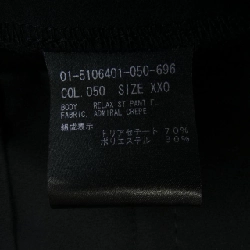 01-5106401-050-696
COL. 050 SIZE XXO
BODY RELAX ST PANT
FABRIC. ADMIRAL CREPE
組成表示
トリアセテート 70%
ポリエステル 30%